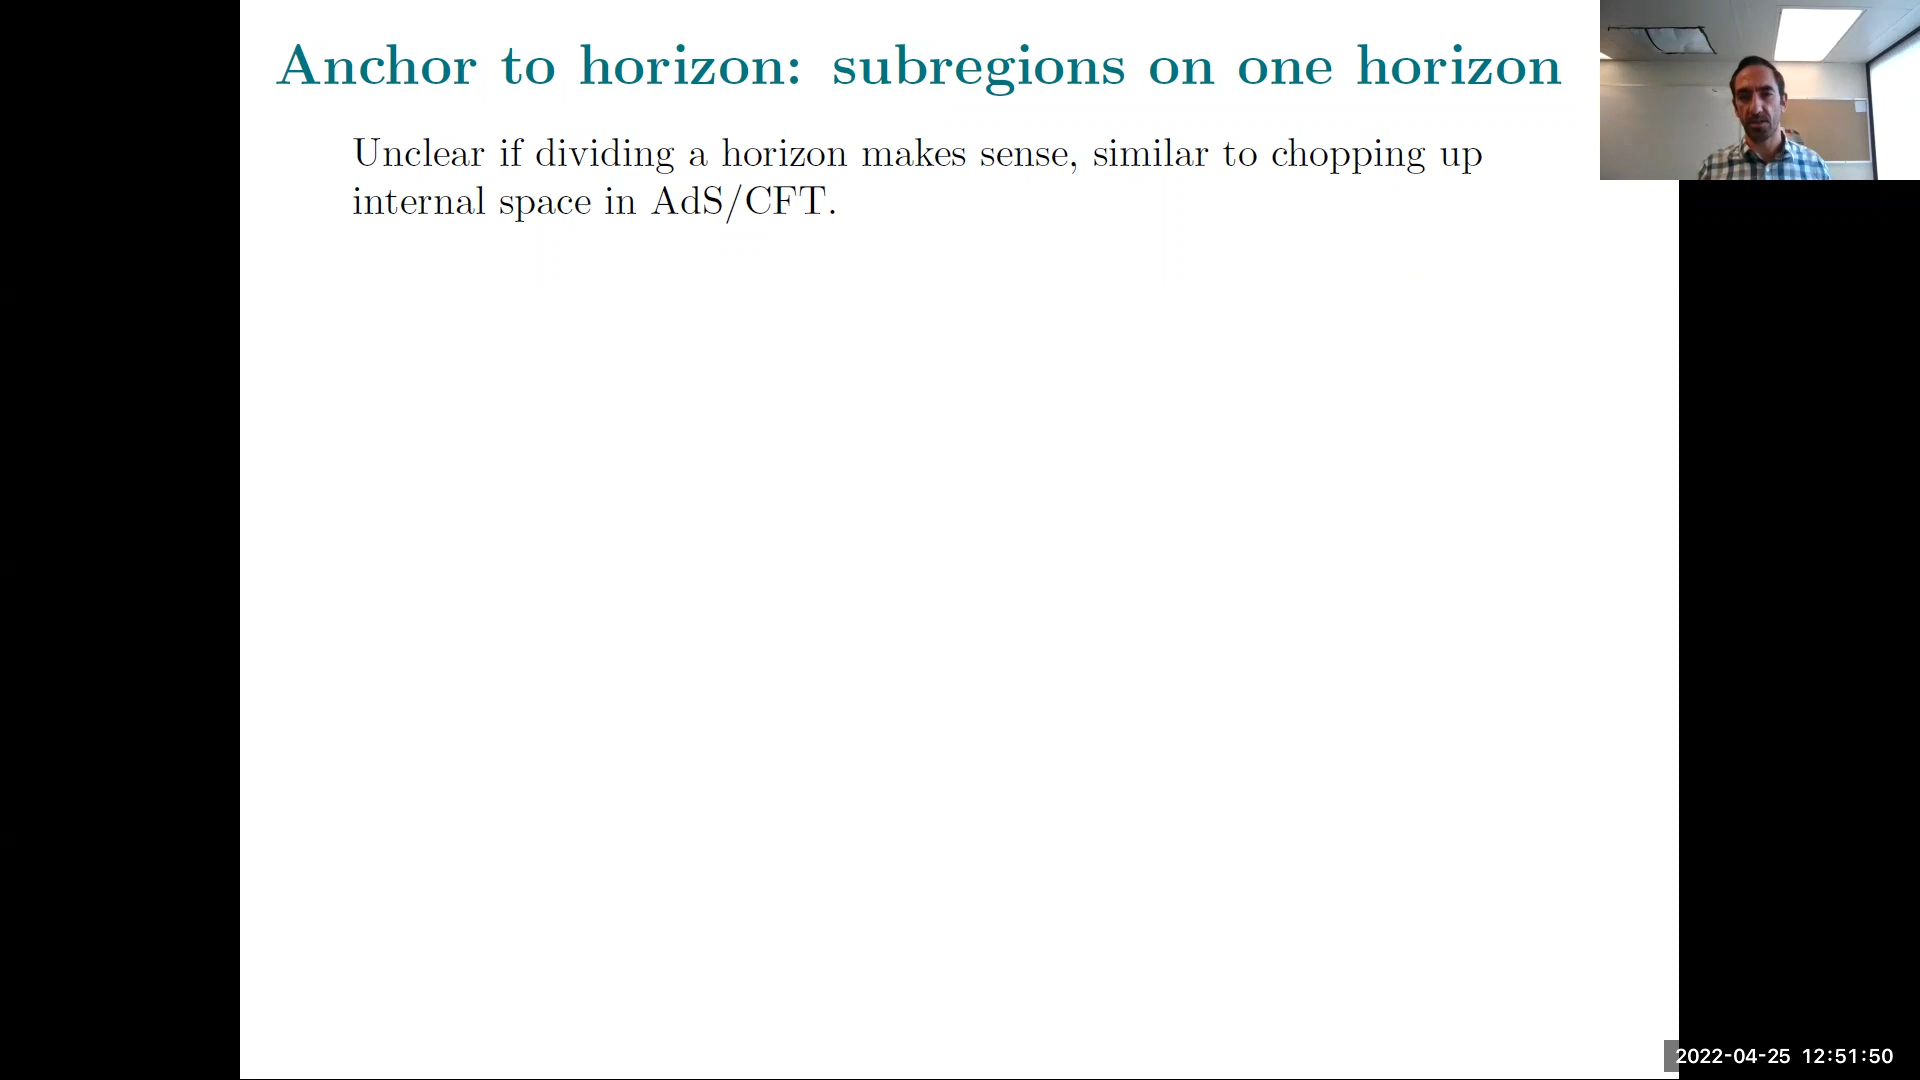 Anchor to horizon: subregions on one horizon
Unclear if dividing a horizon makes sense, similar to chopping up
internal space in AdS/CFT.
2022-04-25 12:51:50